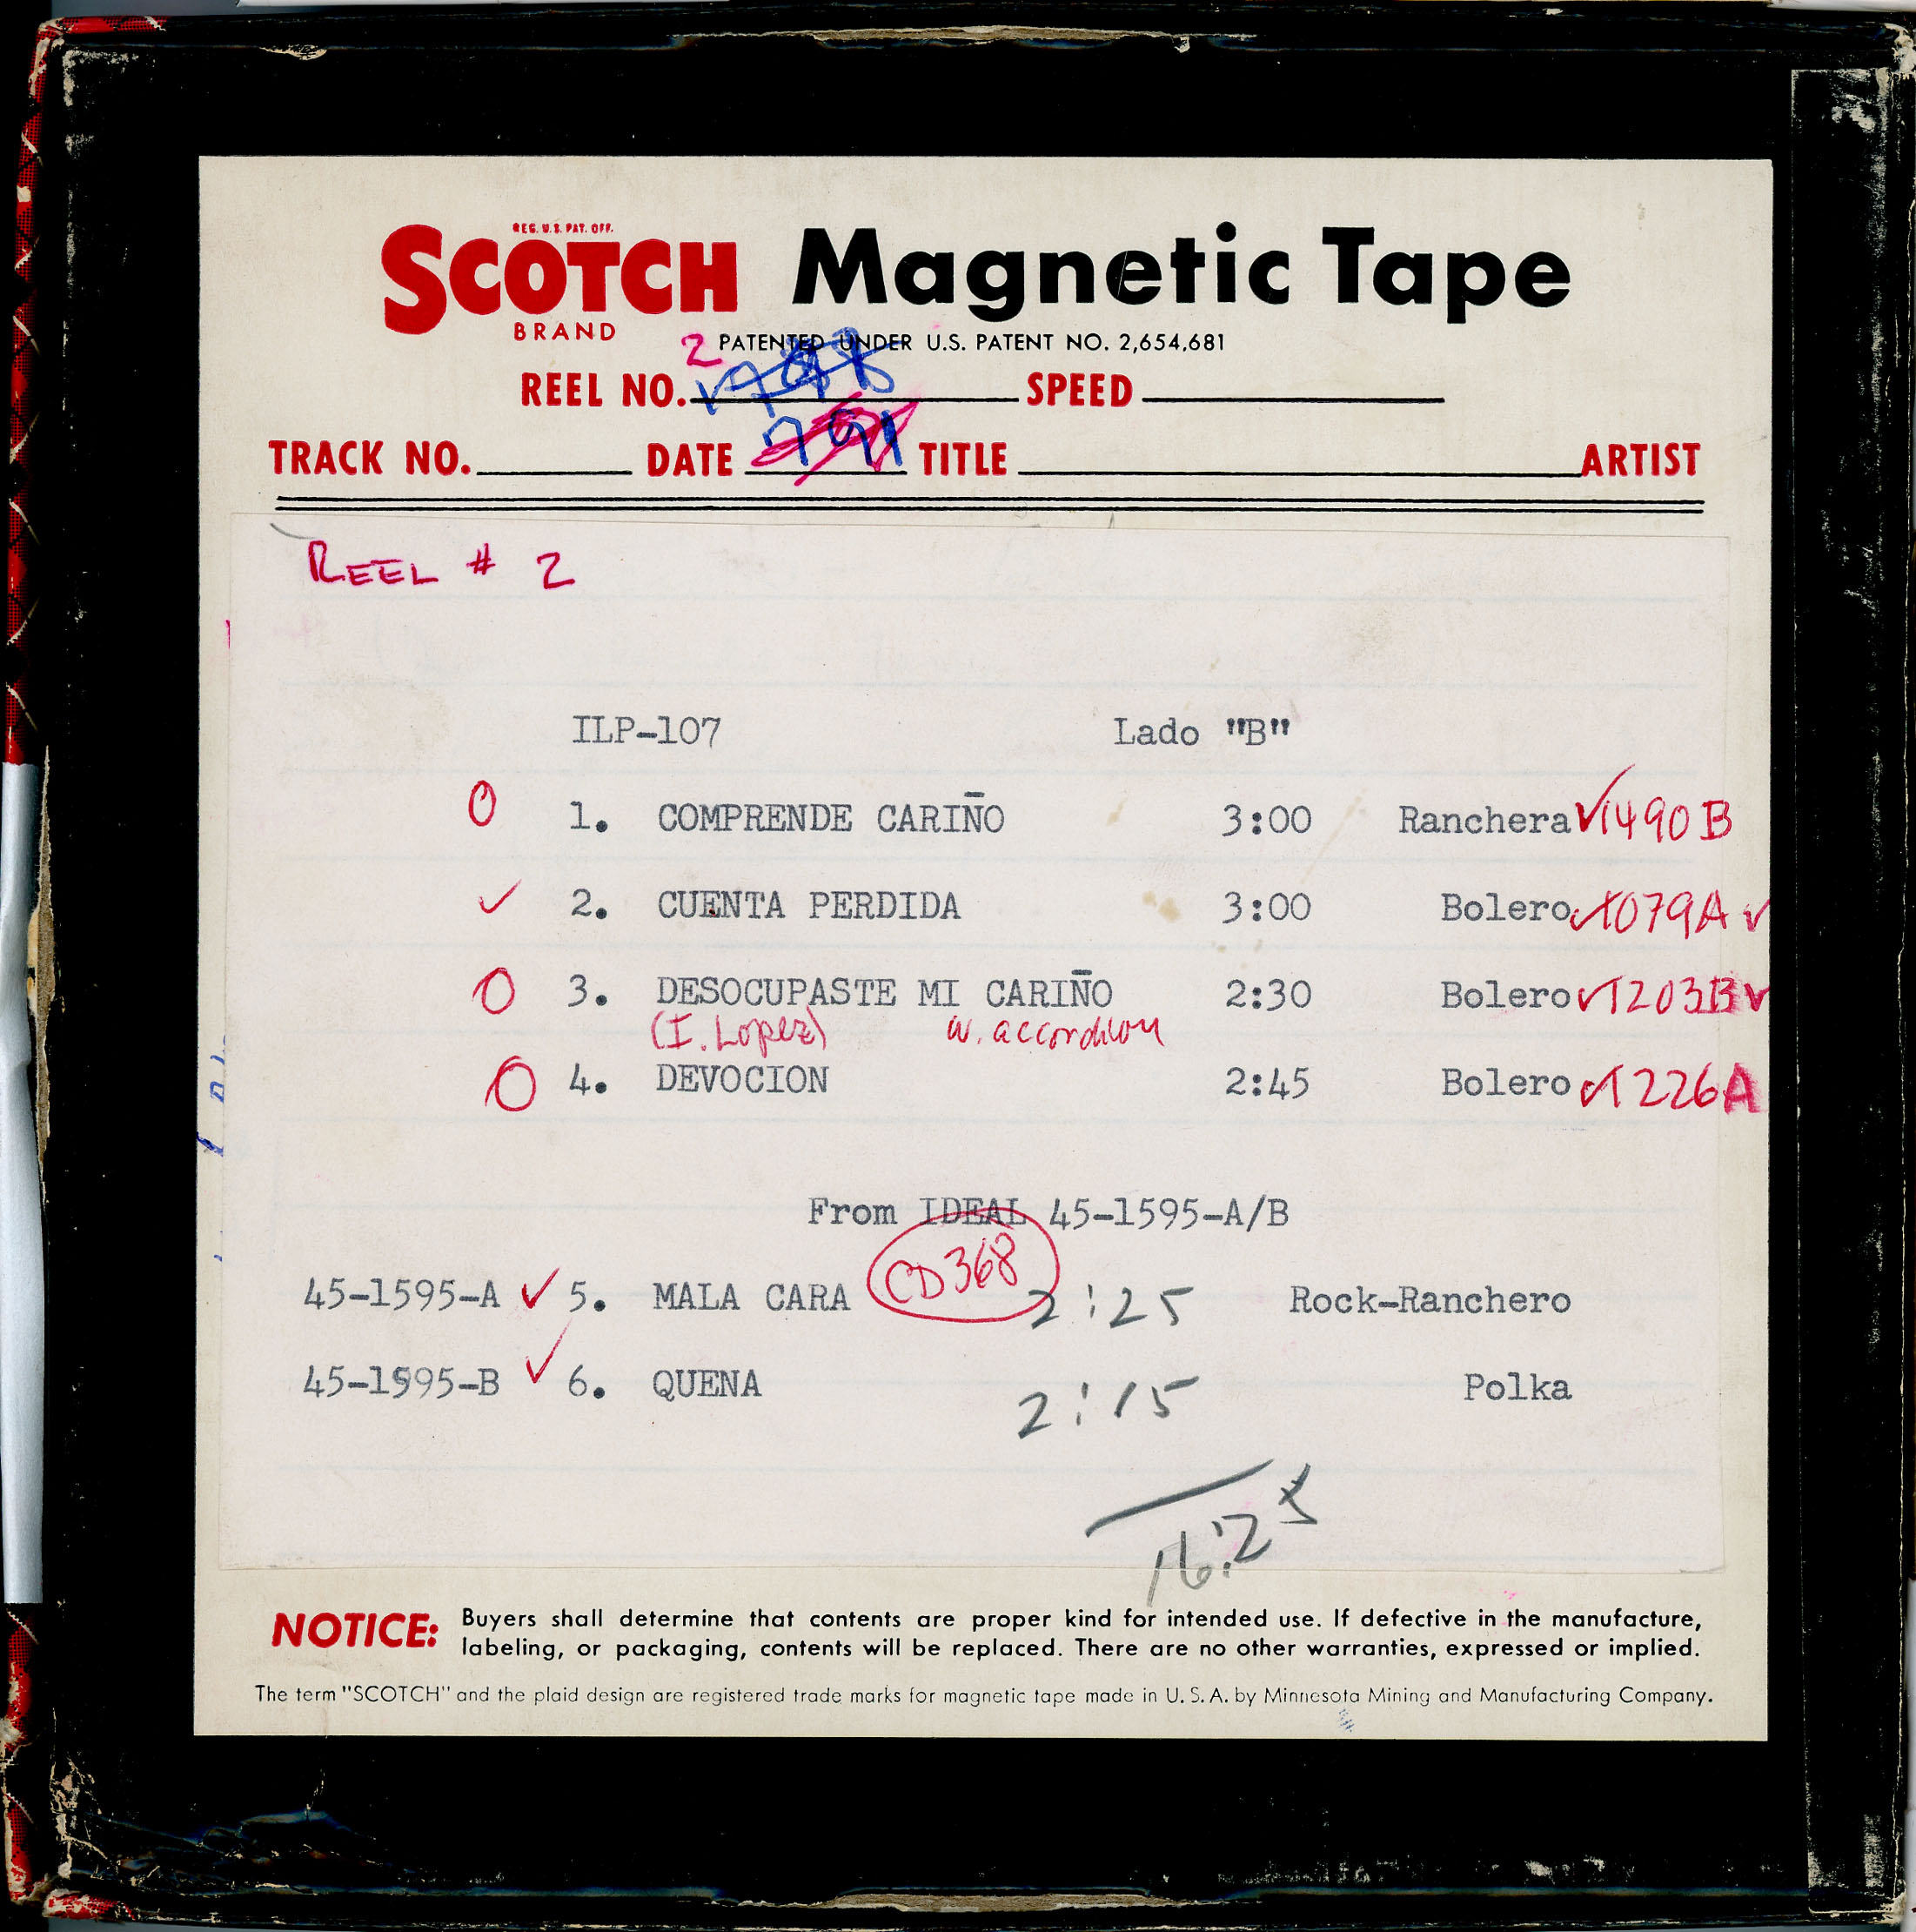 REG. U.S. PAT. OFF.
SCOTCH Magnetic Tape
BRAND
PATENTED UNDER U.S. PATENT NO. 2,654,681
2
REEL NO. SPEED
TRACK NO. DATE 791 TITLE ARTIST
REEL # 2
ILP-107 Lado "B"
O 1. COMPRENDE CARIÑO 3:00 Ranchera ✓1490 B
✓ 2. CUENTA PERDIDA 3:00 Bolero ✓1079A ✓
O 3. DESOCUPASTE MI CARIÑO 2:30 Bolero ✓1203B ✓
(I. Lopez) w. accordion
O 4. DEVOCION 2:45 Bolero ✓1226A
From IDEAL 45-1595-A/B
CD368
45-1595-A ✓ 5. MALA CARA 2:25 Rock-Ranchero
45-1595-B ✓ 6. QUENA 2:15 Polka
16:25
NOTICE: Buyers shall determine that contents are proper kind for intended use. If defective in the manufacture,
labeling, or packaging, contents will be replaced. There are no other warranties, expressed or implied.
The term "SCOTCH" and the plaid design are registered trade marks for magnetic tape made in U.S.A. by Minnesota Mining and Manufacturing Company.